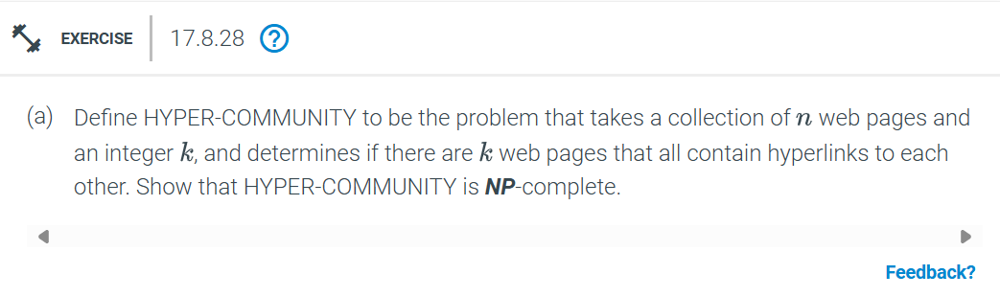 EXERCISE 17.8.28 ?
(a) Define HYPER-COMMUNITY to be the problem that takes a collection of n web pages and
an integer k, and determines if there are k web pages that all contain hyperlinks to each
other. Show that HYPER-COMMUNITY is NP-complete.
Feedback?